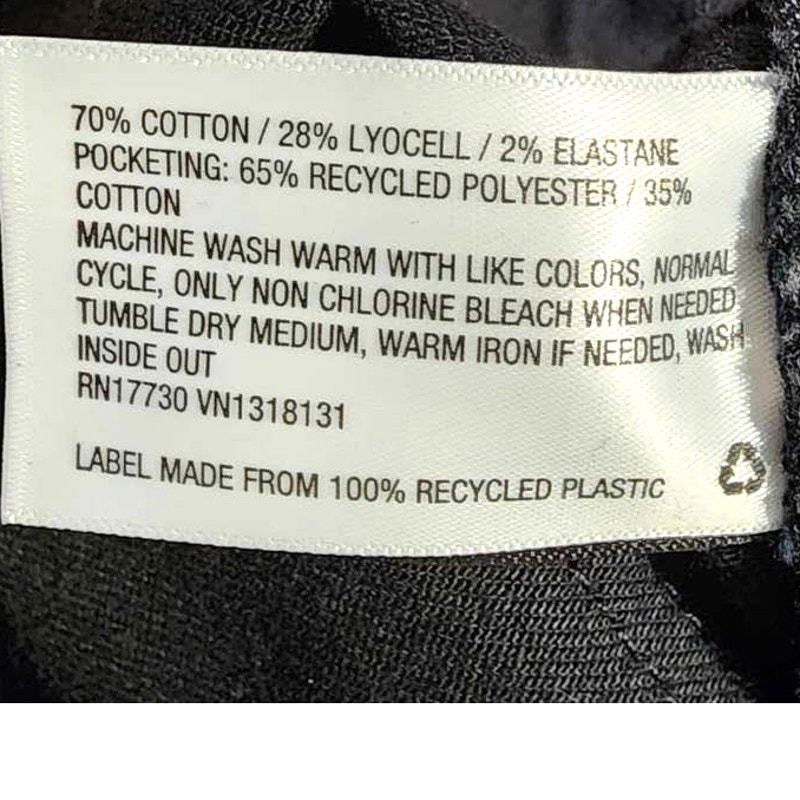 70% COTTON / 28% LYOCELL / 2% ELASTANE
POCKETING: 65% RECYCLED POLYESTER / 35%
COTTON
MACHINE WASH WARM WITH LIKE COLORS, NORMAL
CYCLE, ONLY NON CHLORINE BLEACH WHEN NEEDED
TUMBLE DRY MEDIUM, WARM IRON IF NEEDED, WASH
INSIDE OUT
RN17730 VN1318131
LABEL MADE FROM 100% RECYCLED PLASTIC